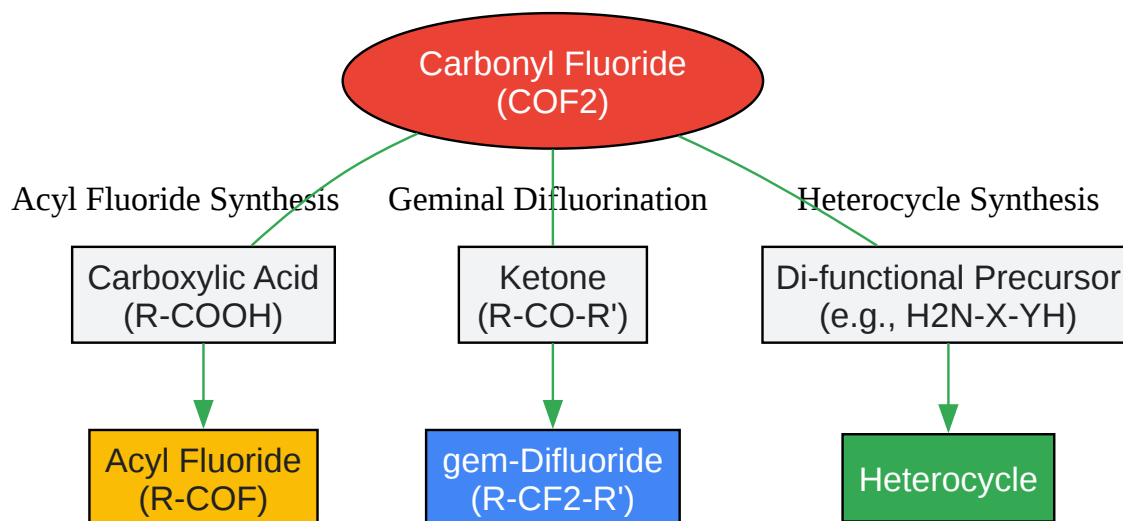 Carbonyl Fluoride
(COF2)
Acyl Fluoride Synthesis
Geminal Difluorination
Heterocycle Synthesis
Carboxylic Acid
(R-COOH)
Ketone
(R-CO-R')
Di-functional Precursor
(e.g., H2N-X-YH)
Acyl Fluoride
(R-COF)
gem-Difluoride
(R-CF2-R')
Heterocycle